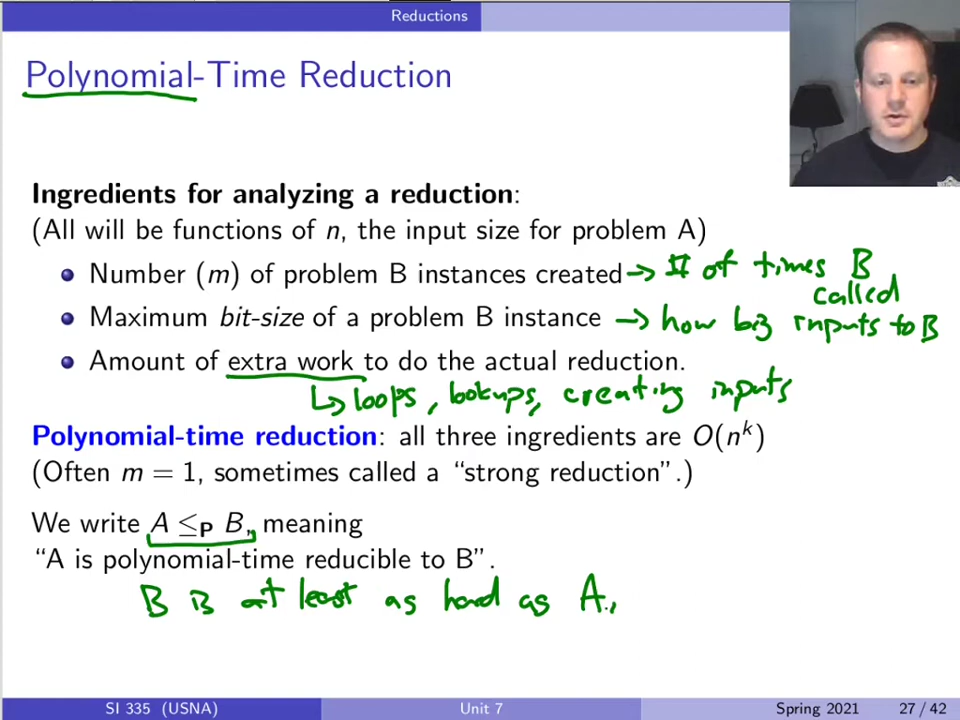 Reductions
Polynomial-Time Reduction
Ingredients for analyzing a reduction:
(All will be functions of n, the input size for problem A)
Number (m) of problem B instances created → # of times B called
Maximum bit-size of a problem B instance → how big inputs to B
Amount of extra work to do the actual reduction.
↳ loops, lookups, creating inputs
Polynomial-time reduction: all three ingredients are O(n^k)
(Often m = 1, sometimes called a “strong reduction”.)
We write A ≤_P B, meaning
“A is polynomial-time reducible to B”.
B is at least as hard as A.
SI 335 (USNA) Unit 7 Spring 2021 27 / 42